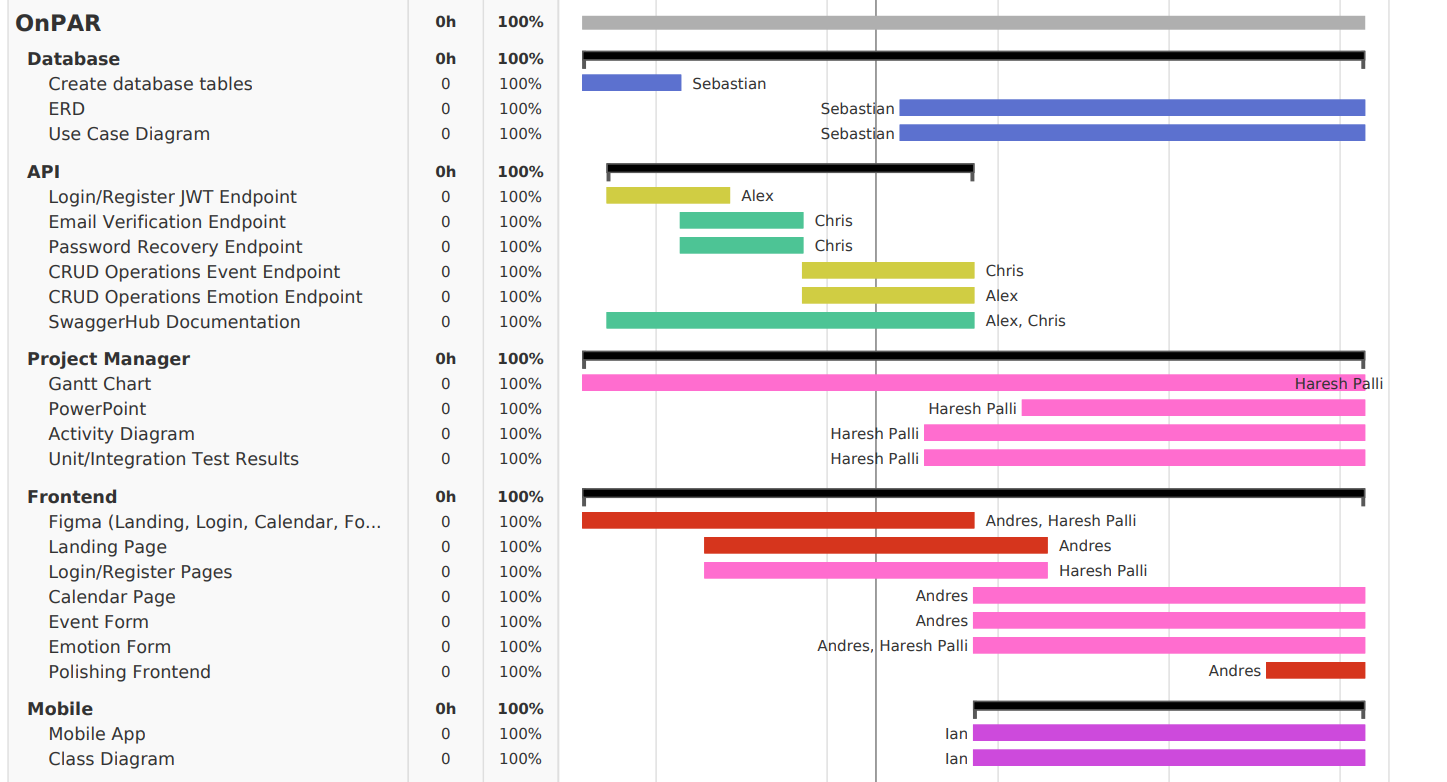 OnPAR 0h 100%
Database 0h 100%
Create database tables 0 100% Sebastian
ERD 0 100% Sebastian
Use Case Diagram 0 100% Sebastian
API 0h 100%
Login/Register JWT Endpoint 0 100% Alex
Email Verification Endpoint 0 100% Chris
Password Recovery Endpoint 0 100% Chris
CRUD Operations Event Endpoint 0 100% Chris
CRUD Operations Emotion Endpoint 0 100% Alex
SwaggerHub Documentation 0 100% Alex, Chris
Project Manager 0h 100%
Gantt Chart 0 100% Haresh Palli
PowerPoint 0 100% Haresh Palli
Activity Diagram 0 100% Haresh Palli
Unit/Integration Test Results 0 100% Haresh Palli
Frontend 0h 100%
Figma (Landing, Login, Calendar, Fo... 0 100% Andres, Haresh Palli
Landing Page 0 100% Andres
Login/Register Pages 0 100% Haresh Palli
Calendar Page 0 100% Andres
Event Form 0 100% Andres
Emotion Form 0 100% Andres, Haresh Palli
Polishing Frontend 0 100% Andres
Mobile 0h 100%
Mobile App 0 100% Ian
Class Diagram 0 100% Ian